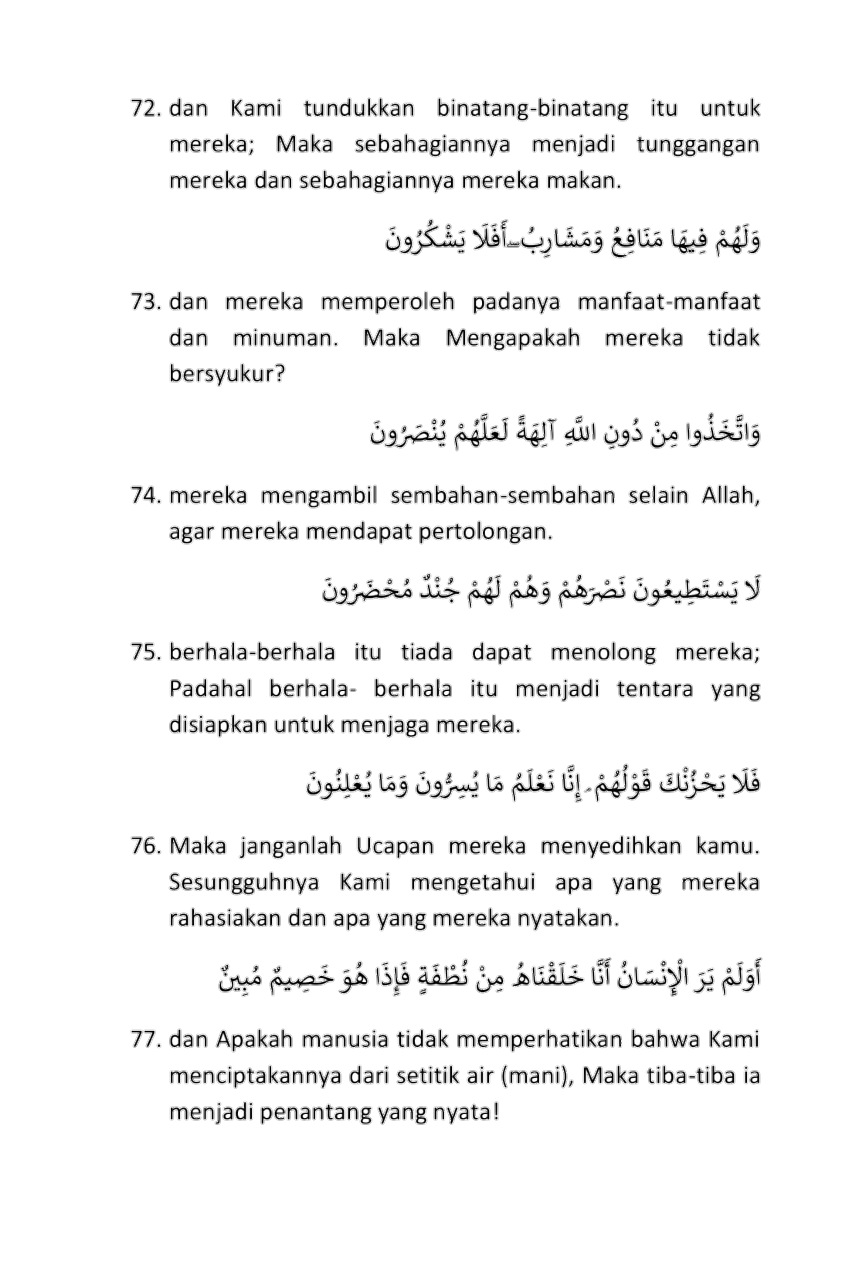 72. dan Kami tundukkan binatang-binatang itu untuk
mereka; Maka sebahagiannya menjadi tunggangan
mereka dan sebahagiannya mereka makan.
وَلَهُمْ فِيهَا مَنَافِعُ وَمَشَارِبُ ۖ أَفَلَا يَشْكُرُونَ
73. dan mereka memperoleh padanya manfaat-manfaat
dan minuman. Maka Mengapakah mereka tidak
bersyukur?
وَاتَّخَذُوا مِنْ دُونِ اللَّهِ آلِهَةً لَعَلَّهُمْ يُنْصَرُونَ
74. mereka mengambil sembahan-sembahan selain Allah,
agar mereka mendapat pertolongan.
لَا يَسْتَطِيعُونَ نَصْرَهُمْ وَهُمْ لَهُمْ جُنْدٌ مُحْضَرُونَ
75. berhala-berhala itu tiada dapat menolong mereka;
Padahal berhala- berhala itu menjadi tentara yang
disiapkan untuk menjaga mereka.
فَلَا يَحْزُنْكَ قَوْلُهُمْ ۘ إِنَّا نَعْلَمُ مَا يُسِرُّونَ وَمَا يُعْلِنُونَ
76. Maka janganlah Ucapan mereka menyedihkan kamu.
Sesungguhnya Kami mengetahui apa yang mereka
rahasiakan dan apa yang mereka nyatakan.
أَوَلَمْ يَرَ الْإِنْسَانُ أَنَّا خَلَقْنَاهُ مِنْ نُطْفَةٍ فَإِذَا هُوَ خَصِيمٌ مُبِينٌ
77. dan Apakah manusia tidak memperhatikan bahwa Kami
menciptakannya dari setitik air (mani), Maka tiba-tiba ia
menjadi penantang yang nyata!